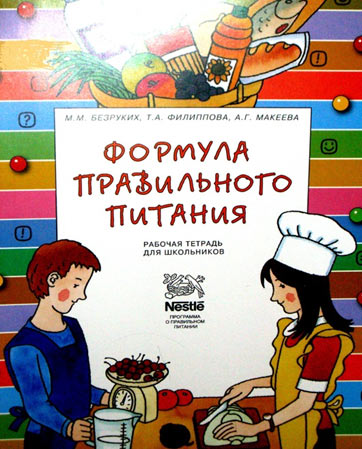 М.М. БЕЗРУКИХ, Т.А. ФИЛИППОВА, А.Г. МАКЕЕВА
ФОРМУЛА
ПРАВИЛЬНОГО
ПИТАНИЯ
РАБОЧАЯ ТЕТРАДЬ
ДЛЯ ШКОЛЬНИКОВ
Nestlé
ПРОГРАММА
О ПРАВИЛЬНОМ
ПИТАНИИ